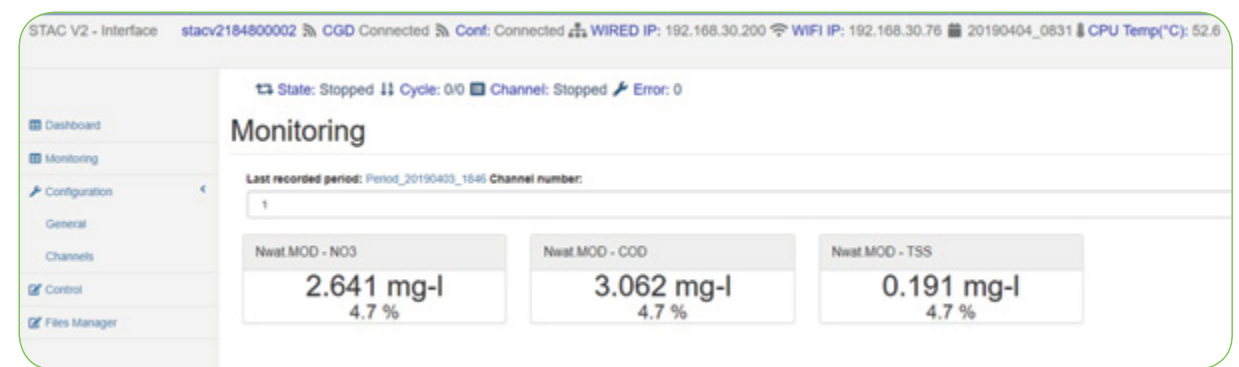 STAC V2 - Interface stacv2184800002 CGD Connected Conf: Connected WIRED IP: 192.168.30.200 WIFI IP: 192.168.30.76 20190404_0831 CPU Temp(°C): 52.6
State: Stopped Cycle: 0/0 Channel: Stopped Error: 0
Dashboard
Monitoring
Configuration
General
Channels
Control
Files Manager
Monitoring
Last recorded period: Period_20190403_1846 Channel number:
1
Nwat.MOD - NO3
2.641 mg-l
4.7 %
Nwat.MOD - COD
3.062 mg-l
4.7 %
Nwat.MOD - TSS
0.191 mg-l
4.7 %